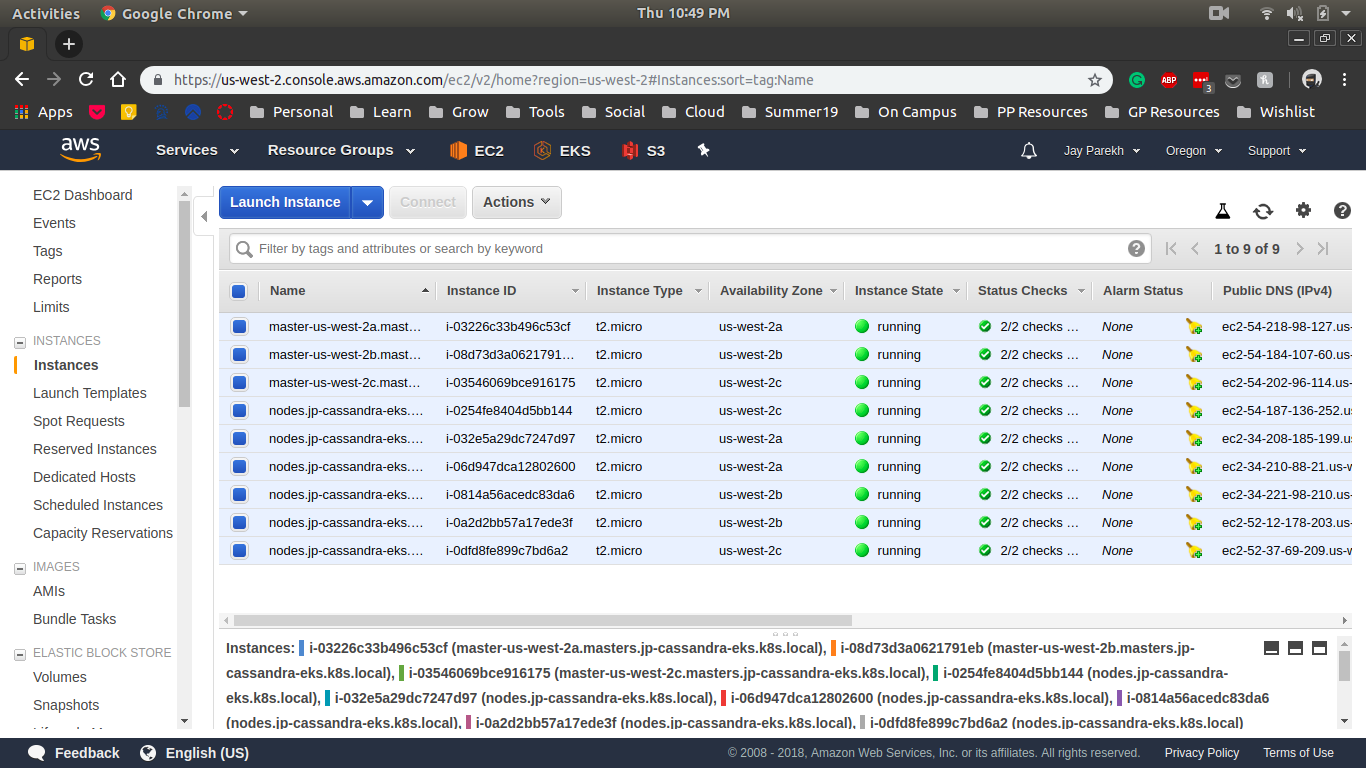 Activities Google Chrome Thu 10:49 PM
https://us-west-2.console.aws.amazon.com/ec2/v2/home?region=us-west-2#Instances:sort=tag:Name ABP 3
Apps Personal Learn Grow Tools Social Cloud Summer19 On Campus PP Resources GP Resources Wishlist
aws Services Resource Groups EC2 EKS S3 Jay Parekh Oregon Support
EC2 Dashboard
Events
Tags
Reports
Limits
INSTANCES
Instances
Launch Templates
Spot Requests
Reserved Instances
Dedicated Hosts
Scheduled Instances
Capacity Reservations
IMAGES
AMIs
Bundle Tasks
ELASTIC BLOCK STORE
Volumes
Snapshots
Launch Instance Connect Actions
Filter by tags and attributes or search by keyword 1 to 9 of 9
Name Instance ID Instance Type Availability Zone Instance State Status Checks Alarm Status Public DNS (IPv4)
master-us-west-2a.mast... i-03226c33b496c53cf t2.micro us-west-2a running 2/2 checks ... None ec2-54-218-98-127.us-
master-us-west-2b.mast... i-08d73d3a0621791... t2.micro us-west-2b running 2/2 checks ... None ec2-54-184-107-60.us-
master-us-west-2c.mast... i-03546069bce916175 t2.micro us-west-2c running 2/2 checks ... None ec2-54-202-96-114.us-
nodes.jp-cassandra-eks.... i-0254fe8404d5bb144 t2.micro us-west-2c running 2/2 checks ... None ec2-54-187-136-252.us
nodes.jp-cassandra-eks.... i-032e5a29dc7247d97 t2.micro us-west-2a running 2/2 checks ... None ec2-34-208-185-199.us
nodes.jp-cassandra-eks.... i-06d947dca12802600 t2.micro us-west-2a running 2/2 checks ... None ec2-34-210-88-21.us-w
nodes.jp-cassandra-eks.... i-0814a56acedc83da6 t2.micro us-west-2b running 2/2 checks ... None ec2-34-221-98-210.us-
nodes.jp-cassandra-eks.... i-0a2d2bb57a17ede3f t2.micro us-west-2b running 2/2 checks ... None ec2-52-12-178-203.us-
nodes.jp-cassandra-eks.... i-0dfd8fe899c7bd6a2 t2.micro us-west-2c running 2/2 checks ... None ec2-52-37-69-209.us-w
Instances: i-03226c33b496c53cf (master-us-west-2a.masters.jp-cassandra-eks.k8s.local), i-08d73d3a0621791eb (master-us-west-2b.masters.jp-
cassandra-eks.k8s.local), i-03546069bce916175 (master-us-west-2c.masters.jp-cassandra-eks.k8s.local), i-0254fe8404d5bb144 (nodes.jp-cassandra-
eks.k8s.local), i-032e5a29dc7247d97 (nodes.jp-cassandra-eks.k8s.local), i-06d947dca12802600 (nodes.jp-cassandra-eks.k8s.local), i-0814a56acedc83da6
(nodes.jp-cassandra-eks.k8s.local), i-0a2d2bb57a17ede3f (nodes.jp-cassandra-eks.k8s.local), i-0dfd8fe899c7bd6a2 (nodes.jp-cassandra-eks.k8s.local)
Feedback English (US) © 2008 - 2018, Amazon Web Services, Inc. or its affiliates. All rights reserved. Privacy Policy Terms of Use